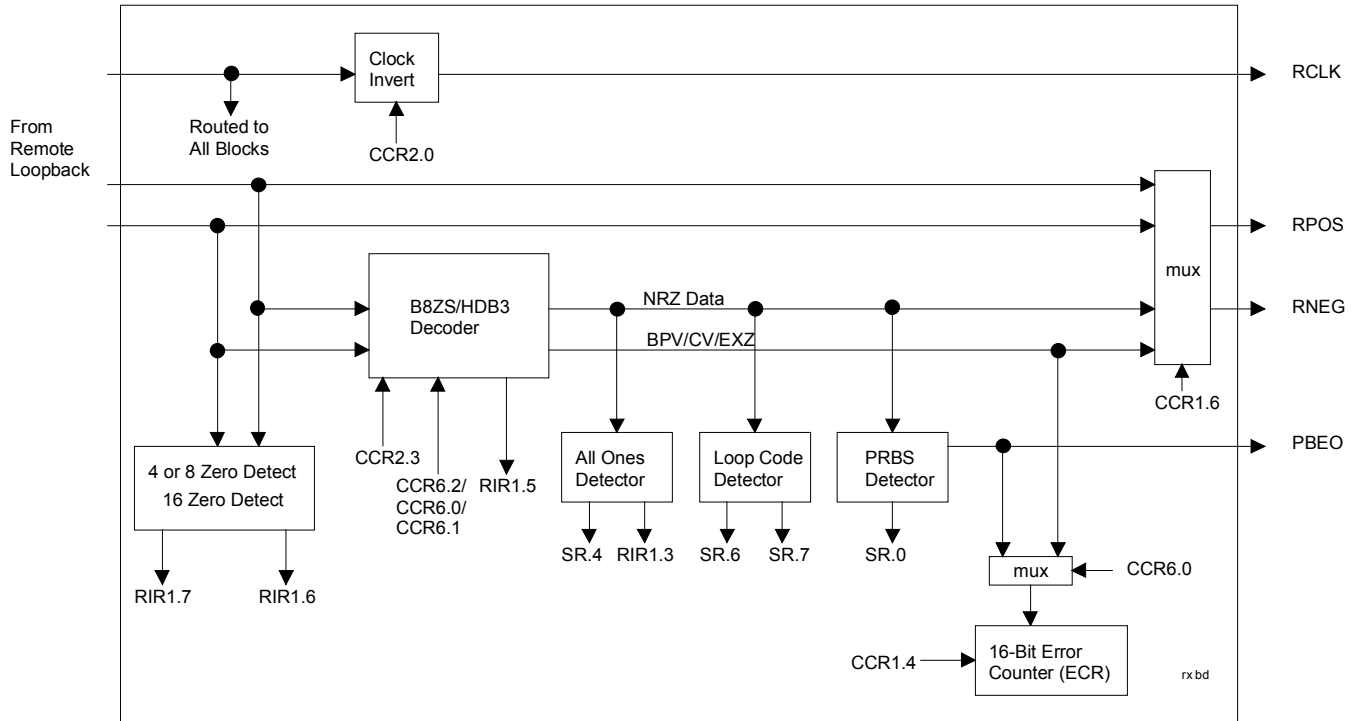 Clock
Invert
RCLK
From
Remote
Loopback
Routed to
All Blocks
CCR2.0
RPOS
mux
B8ZS/HDB3
Decoder
NRZ Data
RNEG
BPV/CV/EXZ
CCR1.6
4 or 8 Zero Detect
16 Zero Detect
CCR2.3
CCR6.2/
CCR6.0/
CCR6.1
RIR1.5
All Ones
Detector
Loop Code
Detector
PRBS
Detector
PBEO
SR.4
RIR1.3
SR.6
SR.7
SR.0
RIR1.7
RIR1.6
mux
CCR6.0
CCR1.4
16-Bit Error
Counter (ECR)
rx bd